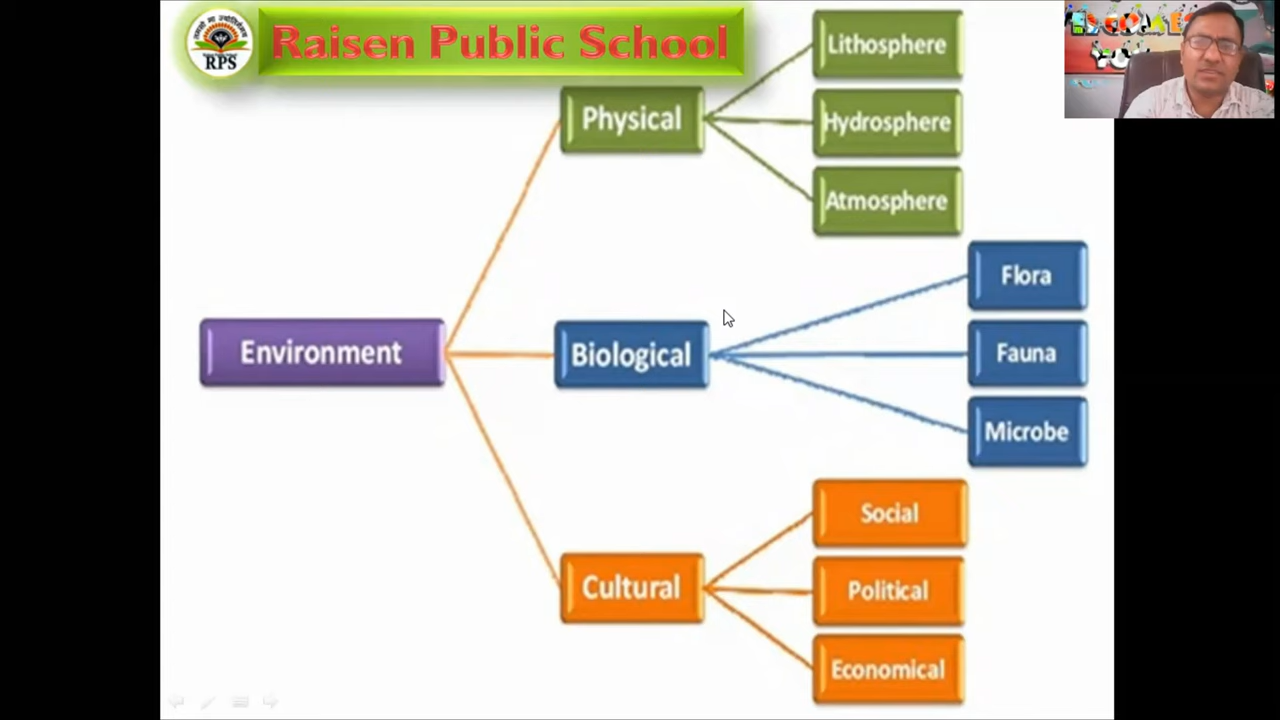 Raisen Public School
RPS
Physical
Lithosphere
Hydrosphere
Atmosphere
Environment
Biological
Flora
Fauna
Microbe
Cultural
Social
Political
Economical